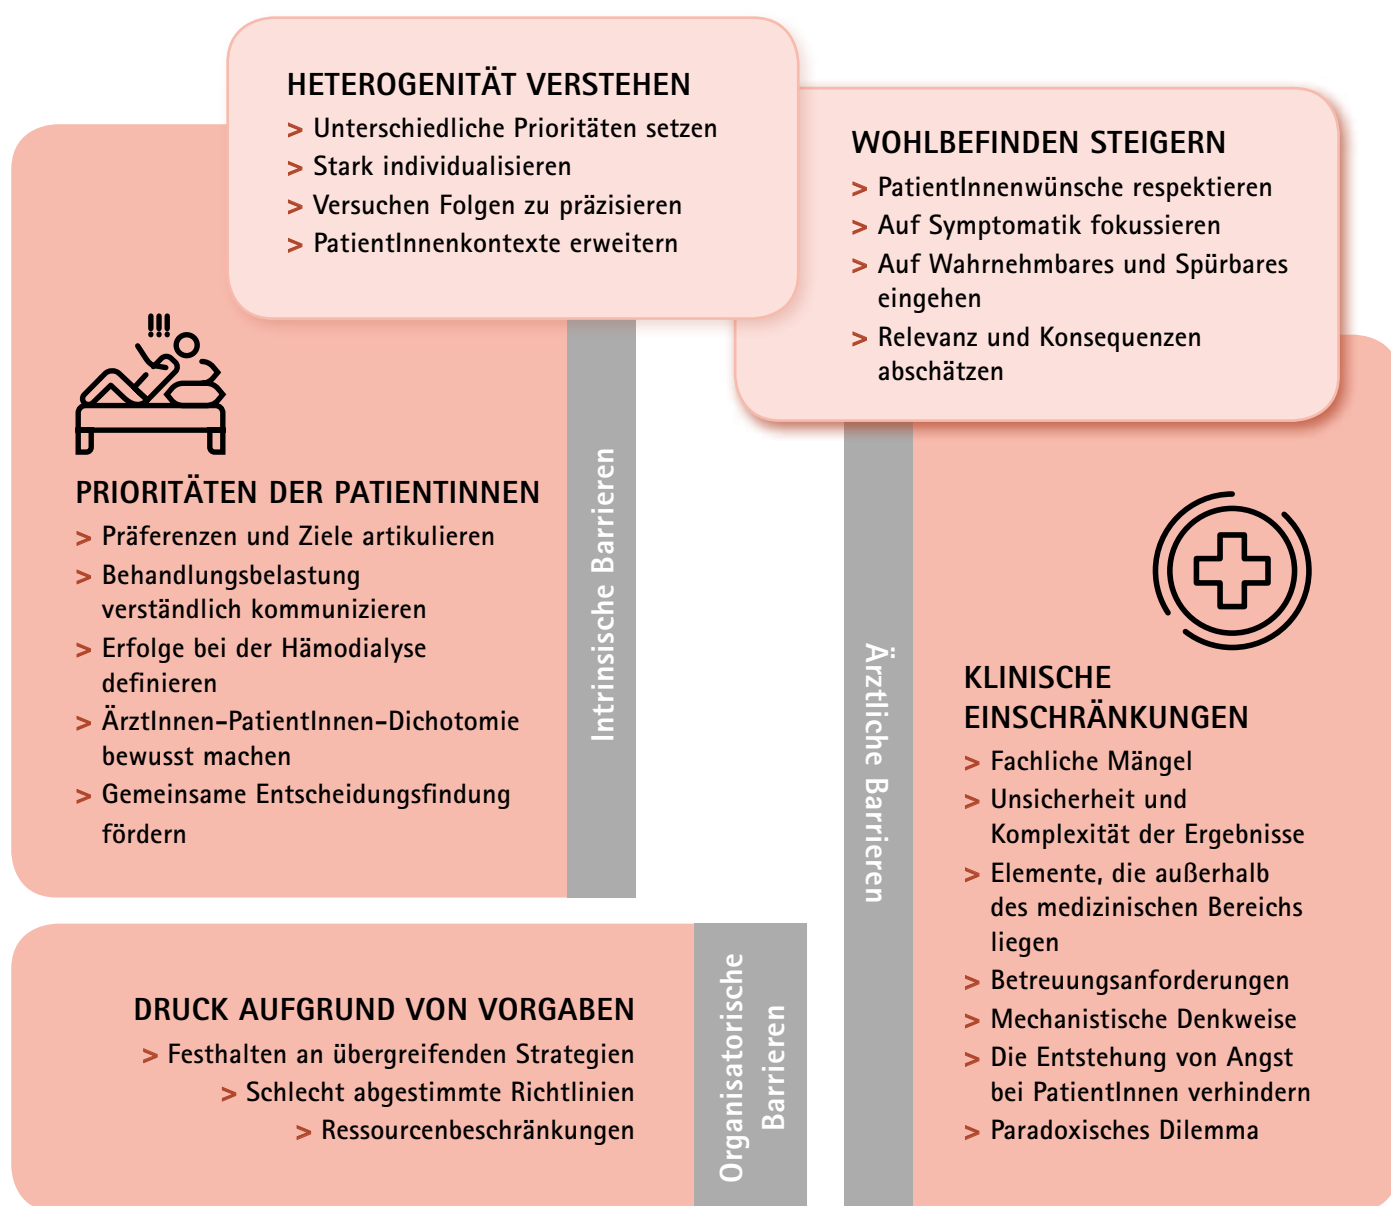 HETEROGENITÄT VERSTEHEN
> Unterschiedliche Prioritäten setzen
> Stark individualisieren
> Versuchen Folgen zu präzisieren
> PatientInnenkontexte erweitern
WOHLBEFINDEN STEIGERN
> PatientInnenwünsche respektieren
> Auf Symptomatik fokussieren
> Auf Wahrnehmbares und Spürbares
eingehen
> Relevanz und Konsequenzen
abschätzen
!!!
PRIORITÄTEN DER PATIENTINNEN
> Präferenzen und Ziele artikulieren
> Behandlungsbelastung
verständlich kommunizieren
> Erfolge bei der Hämodialyse
definieren
> ÄrztInnen-PatientInnen-Dichotomie
bewusst machen
> Gemeinsame Entscheidungsfindung
fördern
Intrinsische Barrieren
Ärztliche Barrieren
KLINISCHE
EINSCHRÄNKUNGEN
> Fachliche Mängel
> Unsicherheit und
Komplexität der Ergebnisse
> Elemente, die außerhalb
des medizinischen Bereichs
liegen
> Betreuungsanforderungen
> Mechanistische Denkweise
> Die Entstehung von Angst
bei PatientInnen verhindern
> Paradoxisches Dilemma
DRUCK AUFGRUND VON VORGABEN
> Festhalten an übergreifenden Strategien
> Schlecht abgestimmte Richtlinien
> Ressourcenbeschränkungen
Organisatorische
Barrieren